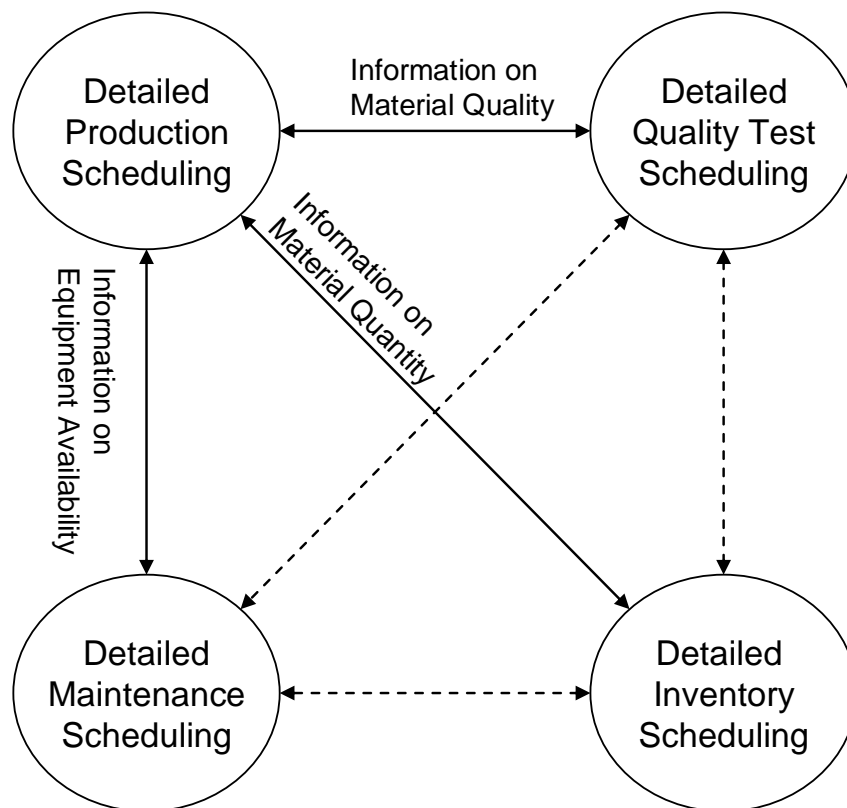 Detailed
Production
Scheduling
Information on
Material Quality
Detailed
Quality Test
Scheduling
Information on
Material Quantity
Information on
Equipment Availability
Detailed
Maintenance
Scheduling
Detailed
Inventory
Scheduling